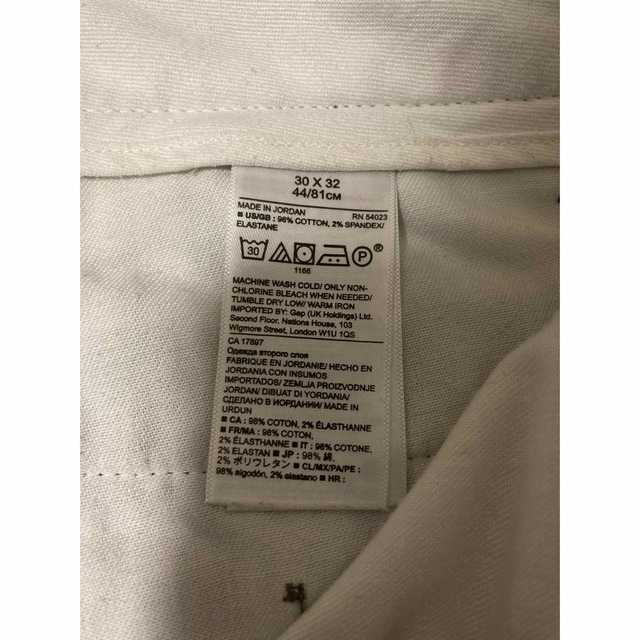 30 X 32
44/81CM
MADE IN JORDAN RN 54023
■ US/GB : 98% COTTON, 2% SPANDEX/
ELASTANE
30 P ®
1166
MACHINE WASH COLD/ ONLY NON-
CHLORINE BLEACH WHEN NEEDED/
TUMBLE DRY LOW/ WARM IRON
IMPORTED BY: Gap (UK Holdings) Ltd.
Second Floor, Nations House, 103
Wigmore Street, London W1U 1QS
CA 17897
Одежда второго слоя
FABRIQUE EN JORDANIE/ HECHO EN
JORDANIA CON INSUMOS
IMPORTADOS/ ZEMLJA PROIZVODNJE
JORDAN/ DIBUAT DI YORDANIA/
СДЕЛАНО В ИОРДАНИИ/ MADE IN
URDUN
■ CA : 98% COTON, 2% ÉLASTHANNE
■ FR/MA : 98% COTON,
2% ÉLASTHANNE ■ IT : 98% COTONE,
2% ELASTAN ■ JP : 98% 綿,
2% ポリウレタン ■ CL/MX/PA/PE :
98% algodón, 2% elastano ■ HR :